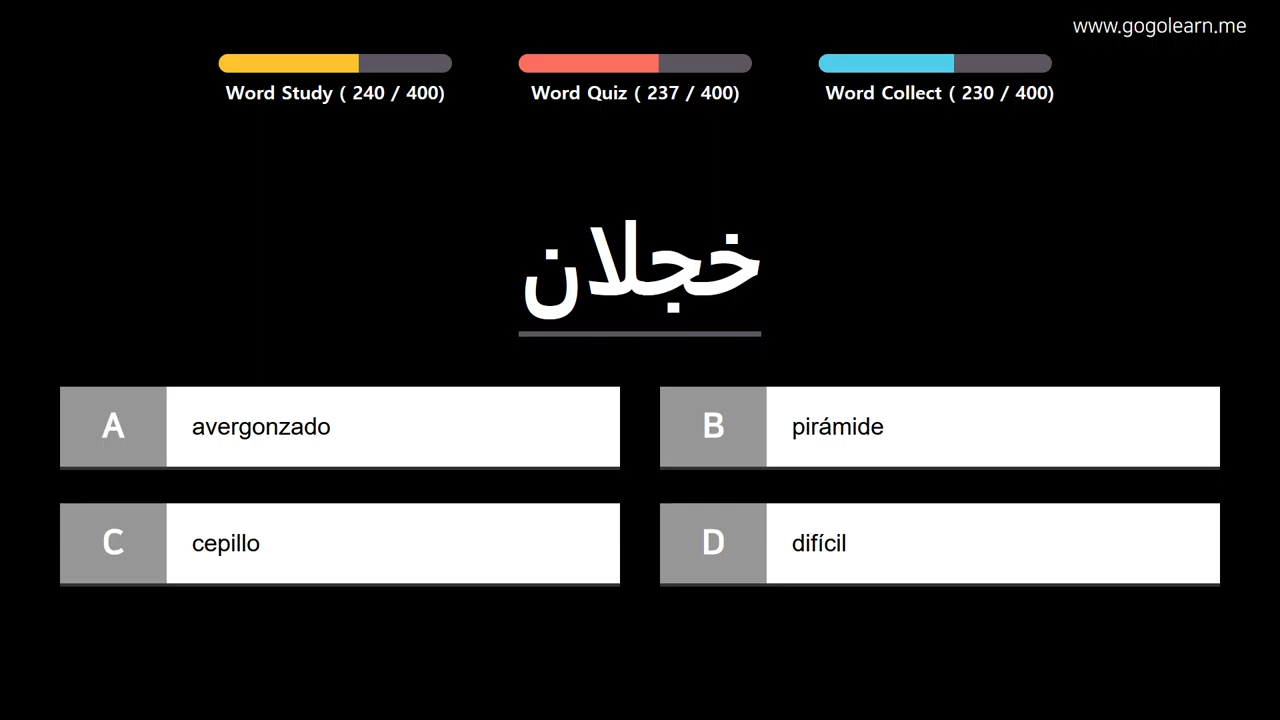 www.gogolearn.me
Word Study ( 240 / 400)
Word Quiz ( 237 / 400)
Word Collect ( 230 / 400)
خجلان
A avergonzado
B pirámide
C cepillo
D difícil